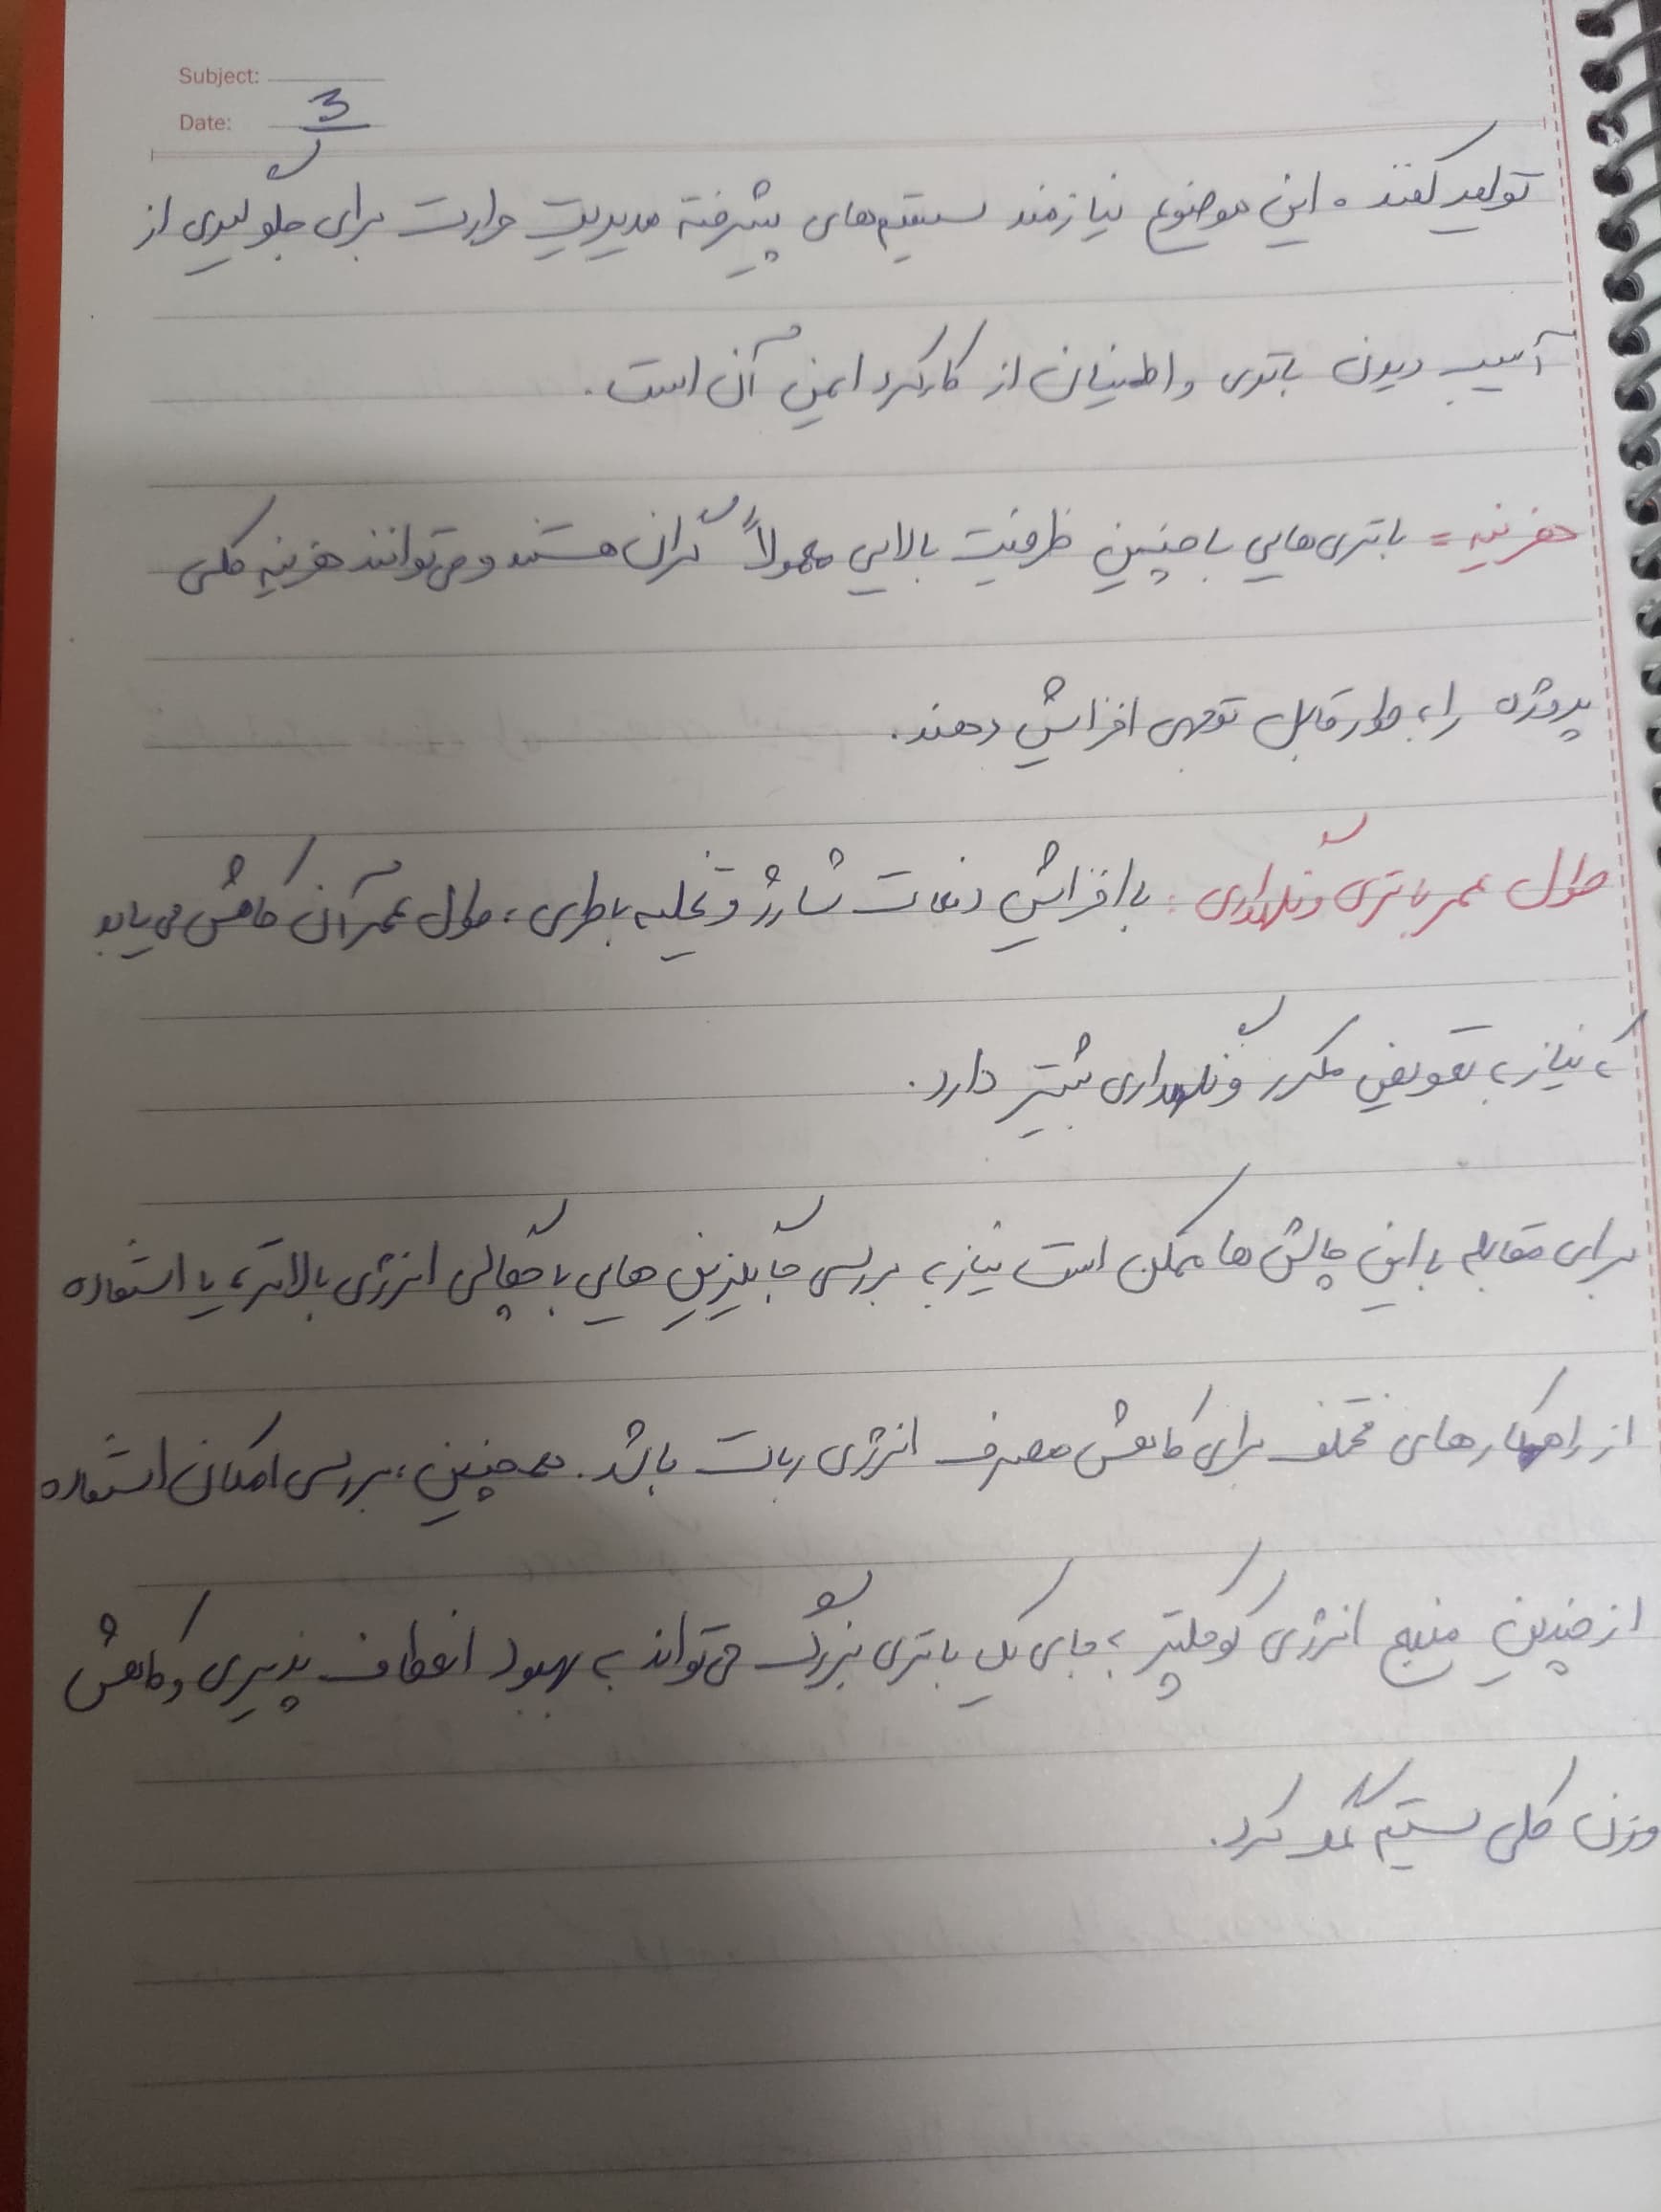 Subject:
Date: 3
تولید کنند. این موضوع نیازمند سیستم‌های پیشرفته مدیریت حرارت برای جلوگیری از
آسیب دیدن باتری و اطمینان از کارکرد ایمن آن است.
هزینه = باتری‌هایی با چنین ظرفیت بالایی معمولاً گران هستند و می‌توانند هزینه کلی
پروژه را به طور قابل توجهی افزایش دهند.
طول عمر باتری و نگهداری: با افزایش دفعات شارژ و تخلیه باطری، طول عمر آن کاهش می‌یابد
که نیاز به تعویض مکرر و نگهداری بیشتر دارد.
برای مقابله با این چالش ها ممکن است نیاز به بررسی جایگزین هایی با چگالی انرژی بالاتر، یا استفاده
از راهکارهای مختلف برای کاهش مصرف انرژی ربات باشد. همچنین، بررسی امکان استفاده
از چندین منبع انرژی کوچکتر به جای یک باتری بزرگ می‌تواند به بهبود انعطاف پذیری و کاهش
وزن کلی سیستم کمک کرد.